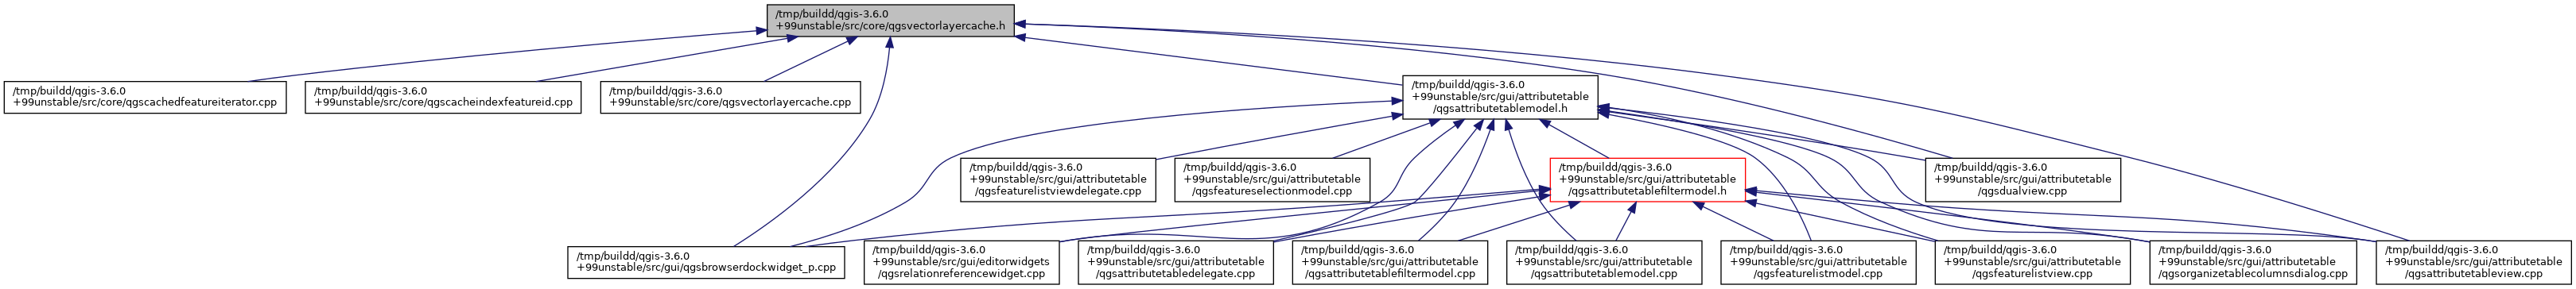 /tmp/buildd/qgis-3.6.0
+99unstable/src/core/qgsvectorlayercache.h
/tmp/buildd/qgis-3.6.0
+99unstable/src/core/qgscachedfeatureiterator.cpp
/tmp/buildd/qgis-3.6.0
+99unstable/src/core/qgscacheindexfeatureid.cpp
/tmp/buildd/qgis-3.6.0
+99unstable/src/core/qgsvectorlayercache.cpp
/tmp/buildd/qgis-3.6.0
+99unstable/src/gui/attributetable
/qgsattributetablemodel.h
/tmp/buildd/qgis-3.6.0
+99unstable/src/gui/attributetable
/qgsfeaturelistviewdelegate.cpp
/tmp/buildd/qgis-3.6.0
+99unstable/src/gui/attributetable
/qgsfeatureselectionmodel.cpp
/tmp/buildd/qgis-3.6.0
+99unstable/src/gui/attributetable
/qgsattributetablefiltermodel.h
/tmp/buildd/qgis-3.6.0
+99unstable/src/gui/attributetable
/qgsdualview.cpp
/tmp/buildd/qgis-3.6.0
+99unstable/src/gui/qgsbrowserdockwidget_p.cpp
/tmp/buildd/qgis-3.6.0
+99unstable/src/gui/editorwidgets
/qgsrelationreferencewidget.cpp
/tmp/buildd/qgis-3.6.0
+99unstable/src/gui/attributetable
/qgsattributetabledelegate.cpp
/tmp/buildd/qgis-3.6.0
+99unstable/src/gui/attributetable
/qgsattributetablefiltermodel.cpp
/tmp/buildd/qgis-3.6.0
+99unstable/src/gui/attributetable
/qgsattributetablemodel.cpp
/tmp/buildd/qgis-3.6.0
+99unstable/src/gui/attributetable
/qgsfeaturelistmodel.cpp
/tmp/buildd/qgis-3.6.0
+99unstable/src/gui/attributetable
/qgsfeaturelistview.cpp
/tmp/buildd/qgis-3.6.0
+99unstable/src/gui/attributetable
/qgsorganizetablecolumnsdialog.cpp
/tmp/buildd/qgis-3.6.0
+99unstable/src/gui/attributetable
/qgsattributetableview.cpp